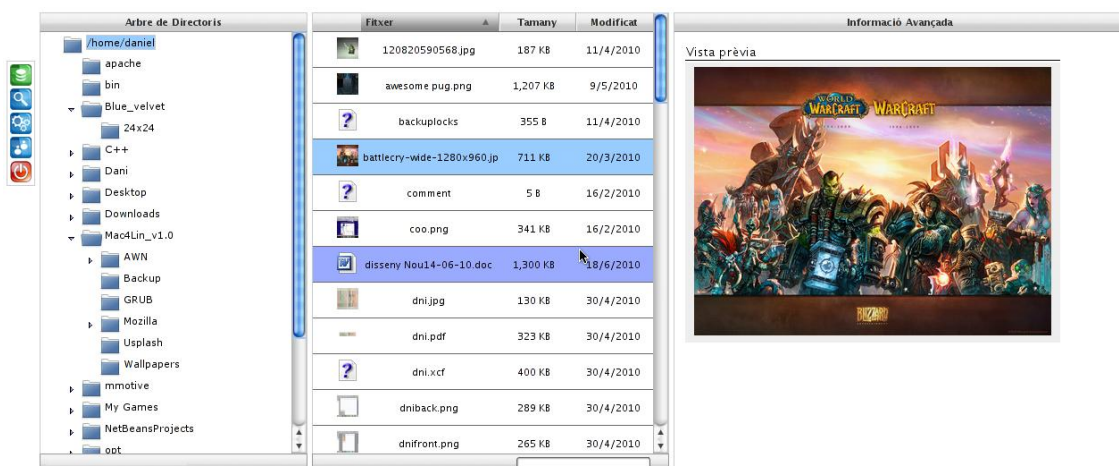 Arbre de Directoris
/home/daniel
apache
bin
Blue_velvet
24x24
C++
Dani
Desktop
Downloads
Mac4Lin_v1.0
AWN
Backup
GRUB
Mozilla
Usplash
Wallpapers
mmotive
My Games
NetBeansProjects
opt
Fitxer Tamany Modificat
120820590568.jpg 187 KB 11/4/2010
awesome pug.png 1,207 KB 9/5/2010
backuplocks 355 B 11/4/2010
battlecry-wide-1280x960.jp 711 KB 20/3/2010
comment 5 B 16/2/2010
coo.png 341 KB 16/2/2010
disseny Nou14-06-10.doc 1,300 KB 18/6/2010
dni.jpg 130 KB 30/4/2010
dni.pdf 323 KB 30/4/2010
dni.xcf 400 KB 30/4/2010
dniback.png 289 KB 30/4/2010
dnifront.png 265 KB 30/4/2010
Informació Avançada
Vista prèvia
WORLD WARCRAFT
WARCRAFT
BLIZZARD